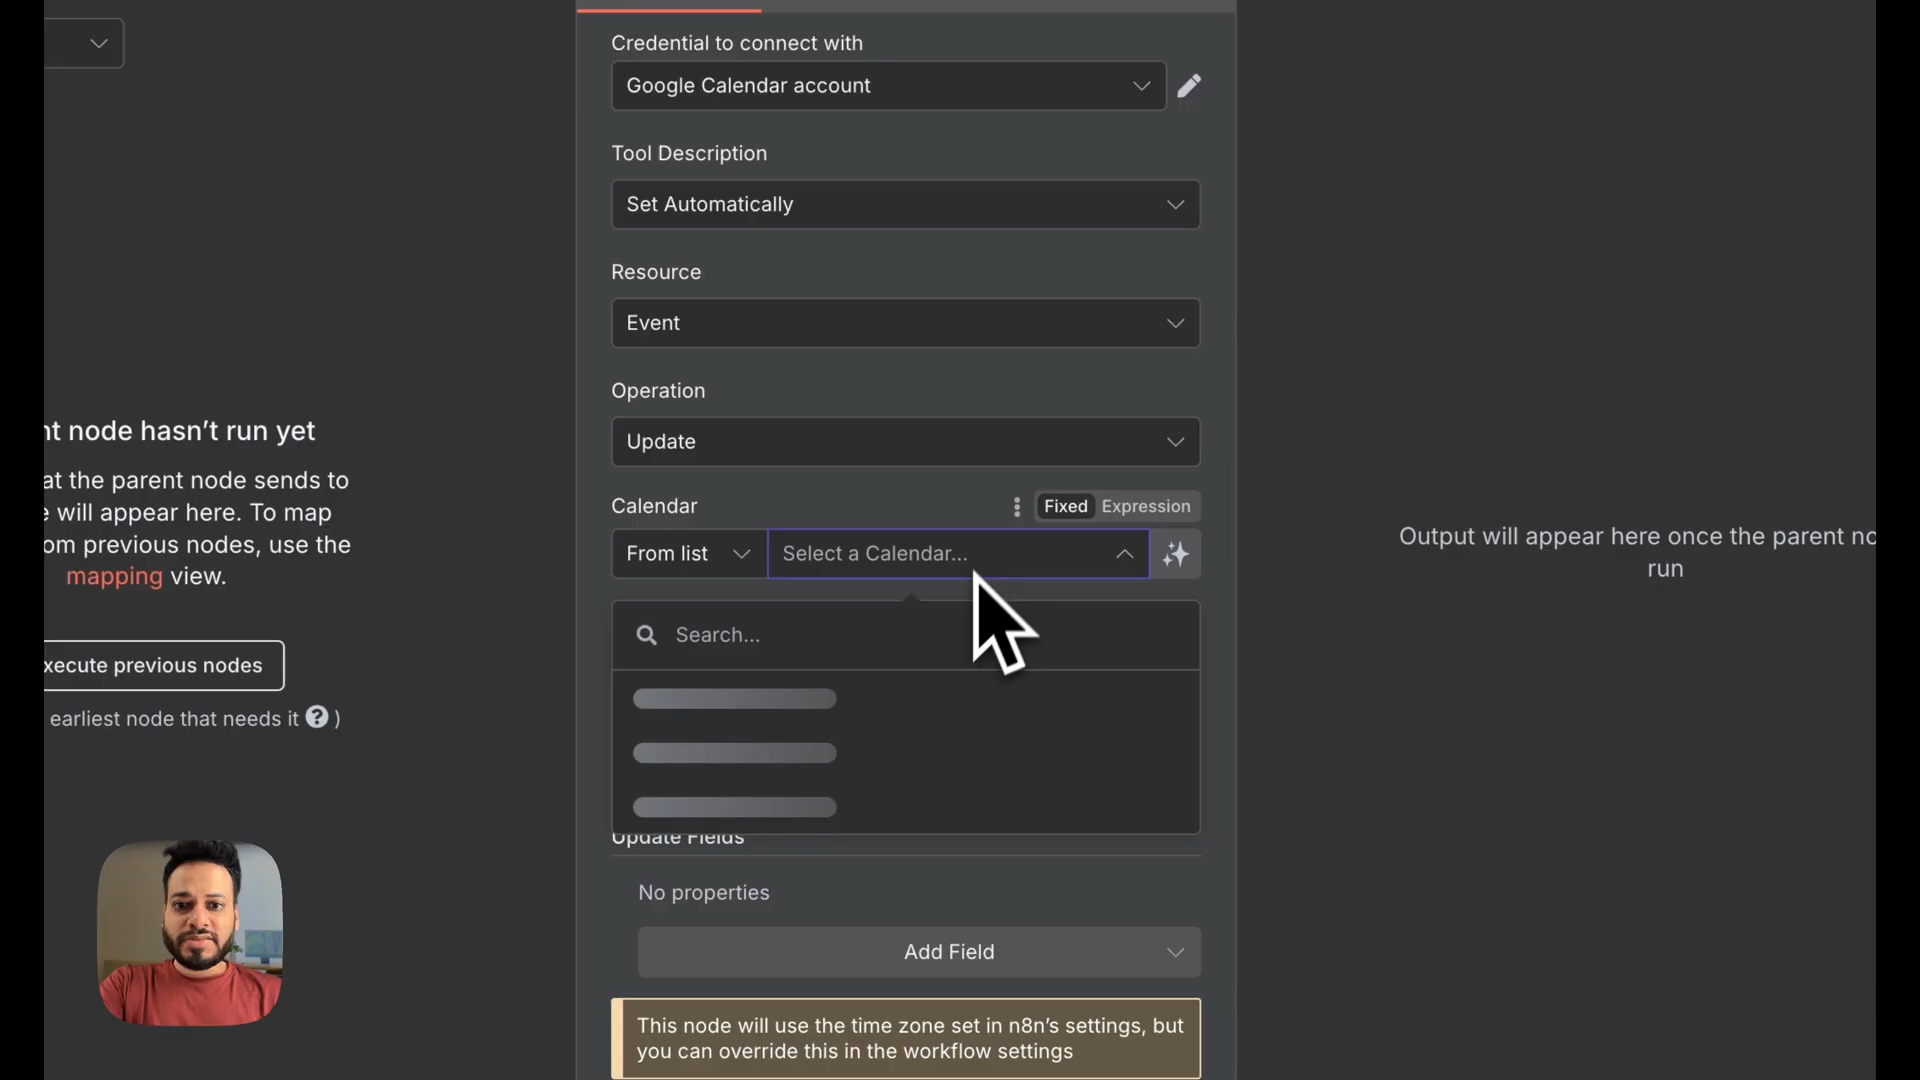 Credential to connect with
Google Calendar account
Tool Description
Set Automatically
Resource
Event
Operation
Update
Calendar
Fixed
Expression
From list
Select a Calendar...
Search...
Update Fields
No properties
Add Field
This node will use the time zone set in n8n's settings, but
you can override this in the workflow settings
node hasn't run yet
at the parent node sends to
will appear here. To map
om previous nodes, use the
mapping view.
xecute previous nodes
earliest node that needs it ? )
Output will appear here once the parent no
run